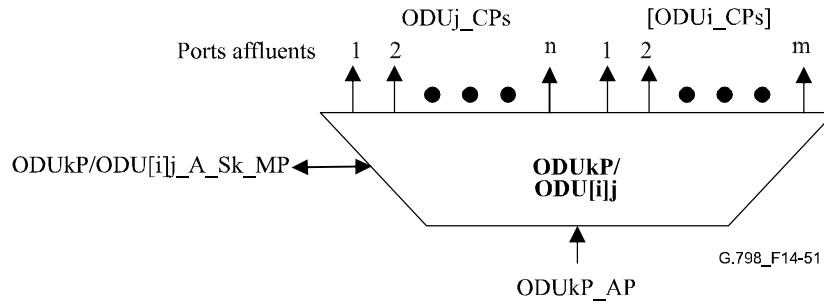 ODUj_CPs [ODUi_CPs]
Ports affluents 1 2 n 1 2 m
ODUkP/ODU[i]j_A_Sk_MP
ODUkP/
ODU[i]j
G.798_F14-51
ODUkP_AP